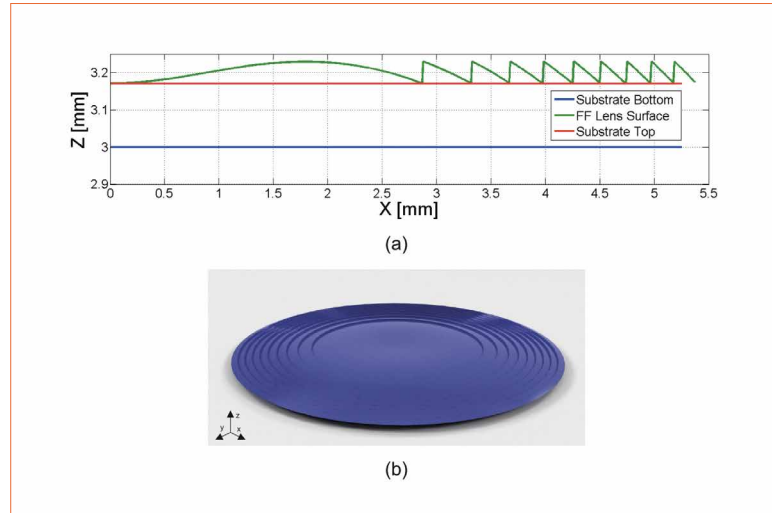 3.2
3.1
3
2.9
Z [mm]
Substrate Bottom
FF Lens Surface
Substrate Top
0 0.5 1 1.5 2 2.5 3 3.5 4 4.5 5 5.5
X [mm]
(a)
z
y x
(b)